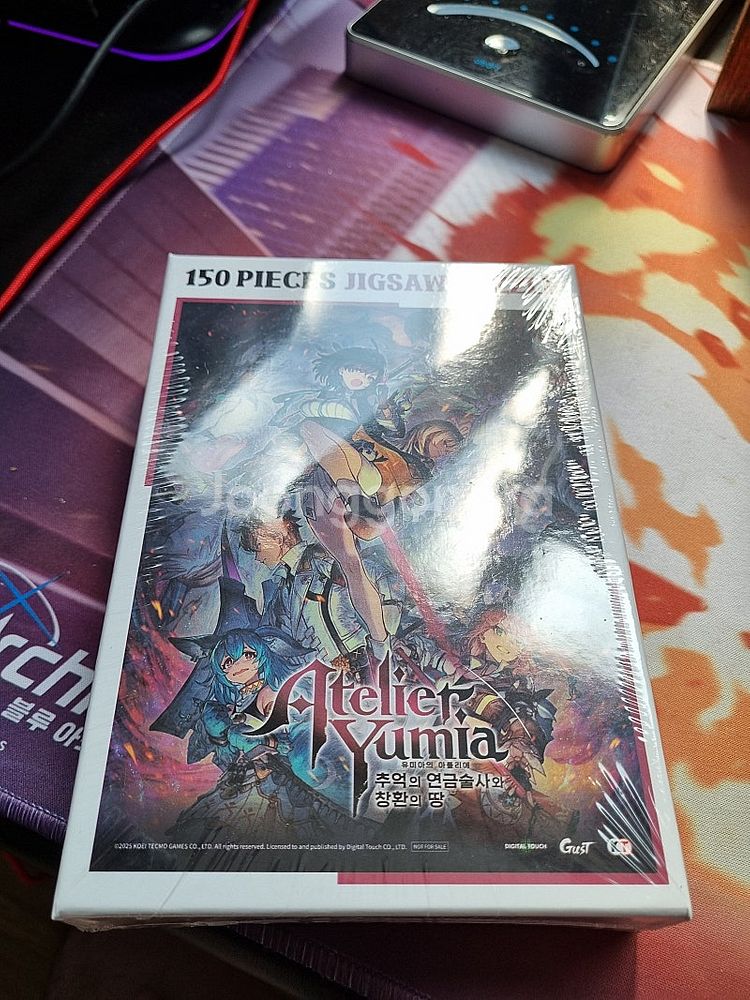 150 PIECES JIGSAW
Joonggonara
Atelier
Yumia
유미아의 아틀리에
추억의 연금술사와
창환의 땅
©2025 KOEI TECMO GAMES CO., LTD. All rights reserved. Licensed to and published by Digital Touch CO., LTD.
NOT FOR SALE
DIGITAL TOUCH
GUST
KT
블루